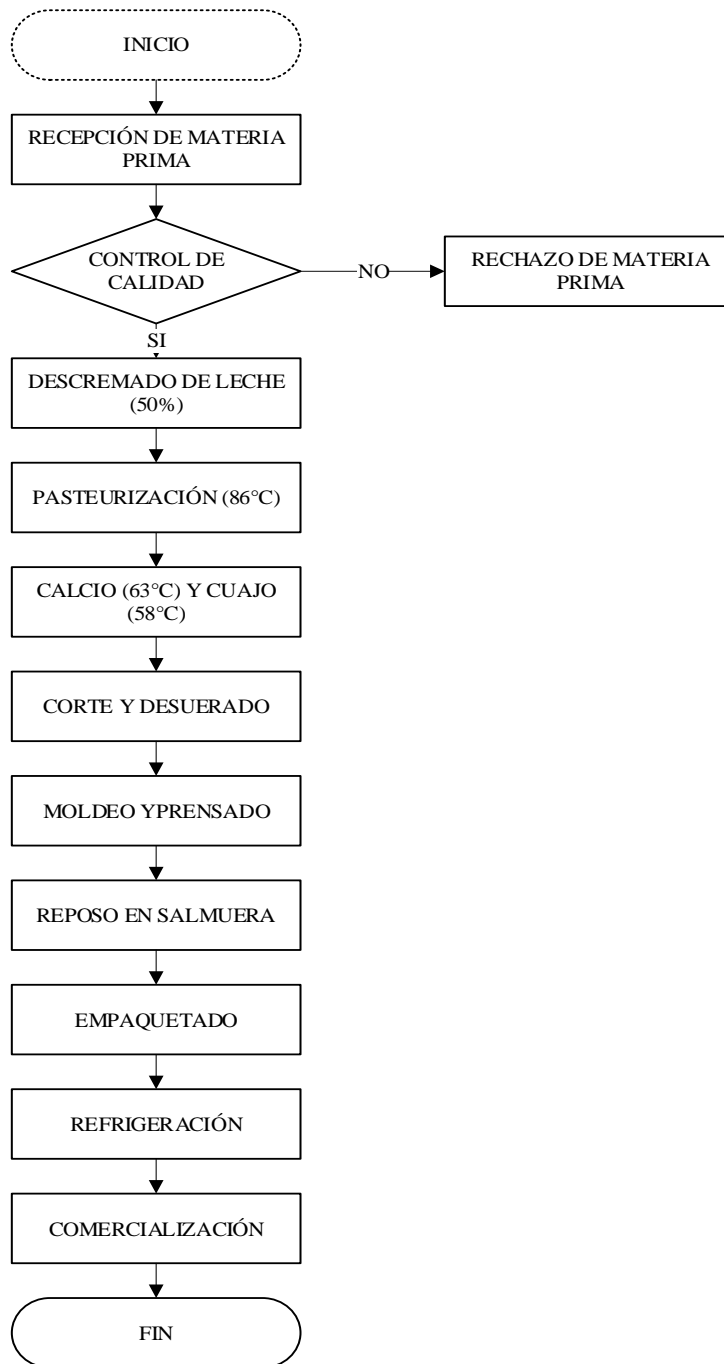 INICIO
RECEPCIÓN DE MATERIA
PRIMA
CONTROL DE
CALIDAD
NO
RECHAZO DE MATERIA
PRIMA
SI
DESCREMADO DE LECHE
(50%)
PASTEURIZACIÓN (86°C)
CALCIO (63°C) Y CUAJO
(58°C)
CORTE Y DESUERADO
MOLDEO YPRENSADO
REPOSO EN SALMUERA
EMPAQUETADO
REFRIGERACIÓN
COMERCIALIZACIÓN
FIN